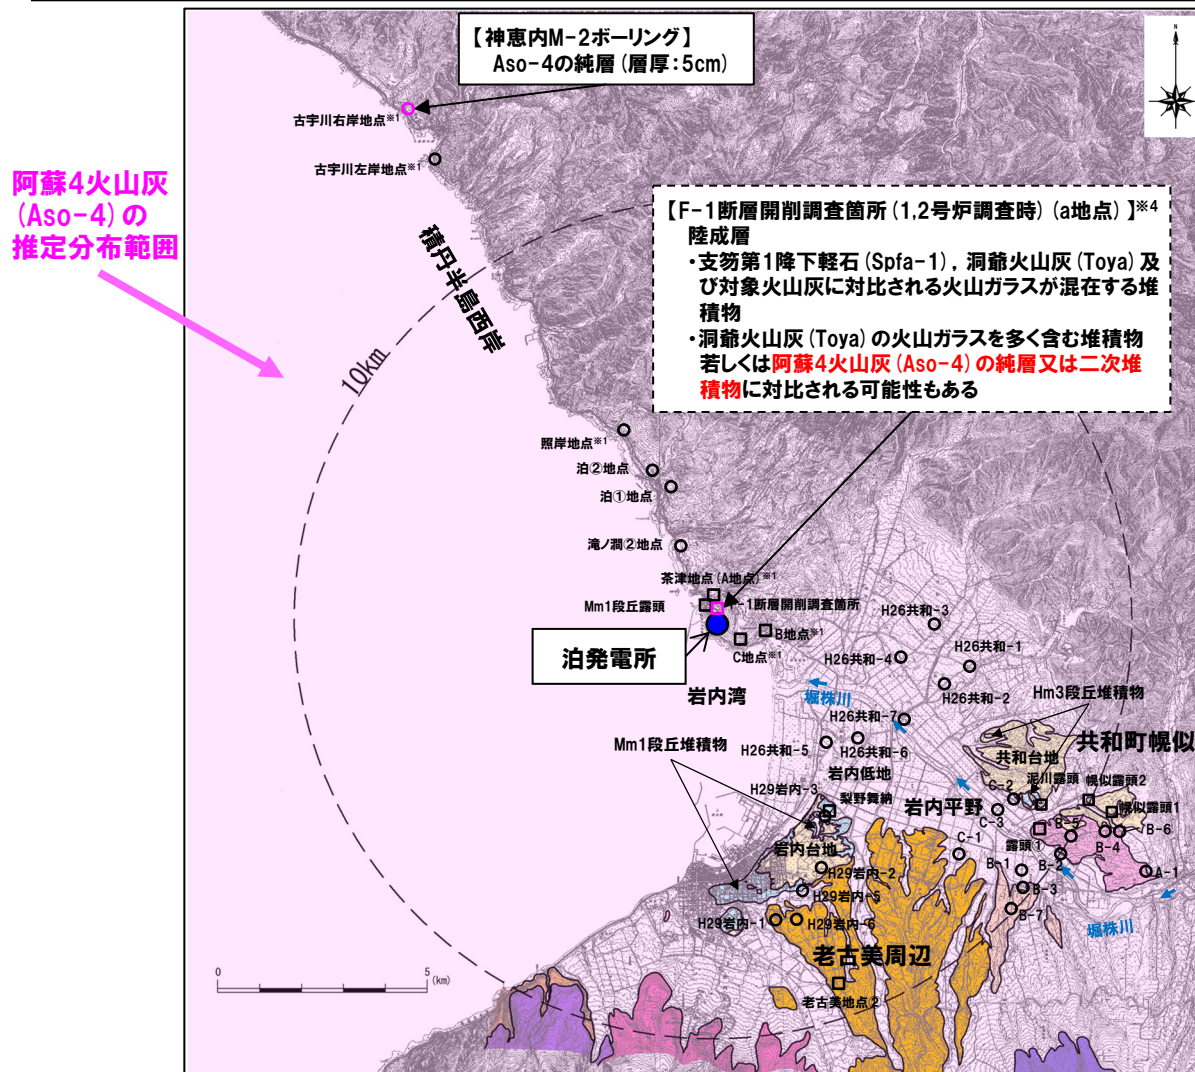 【神恵内M-2ボーリング】
Aso-4の純層(層厚:5cm)
N
古宇川右岸地点※1
古宇川左岸地点※1
阿蘇4火山灰
(Aso-4)の
推定分布範囲
【F-1断層開削調査箇所(1,2号炉調査時)(a地点)】※4
陸成層
・支笏第1降下軽石(Spfa-1),洞爺火山灰(Toya)及
び対象火山灰に対比される火山ガラスが混在する堆
積物
・洞爺火山灰(Toya)の火山ガラスを多く含む堆積物
若しくは阿蘇4火山灰(Aso-4)の純層又は二次堆
積物に対比される可能性もある
積丹半島西岸
10km
照岸地点※1
泊②地点
泊①地点
滝ノ澗②地点
茶津地点(A地点)※1
Mm1段丘露頭
F-1断層開削調査箇所
H26共和-3
B地点※1
C地点※1
泊発電所
H26共和-4
H26共和-1
H26共和-2
岩内湾
堀株川
Hm3段丘堆積物
H26共和-7
Mm1段丘堆積物
H26共和-5
H26共和-6
共和町幌似
共和台地
岩内低地
泥川露頭
幌似露頭2
H29岩内-3
C-2
梨野舞納
岩内平野
C-3
幌似露頭1
B-5
B-6
岩内台地
C-1
露頭1
B-4
B-2
B-1
H29岩内-2
A-1
H29岩内-5
B-3
B-7
H29岩内-1
H29岩内-6
堀株川
老古美周辺
0
5
(km)
老古美地点2